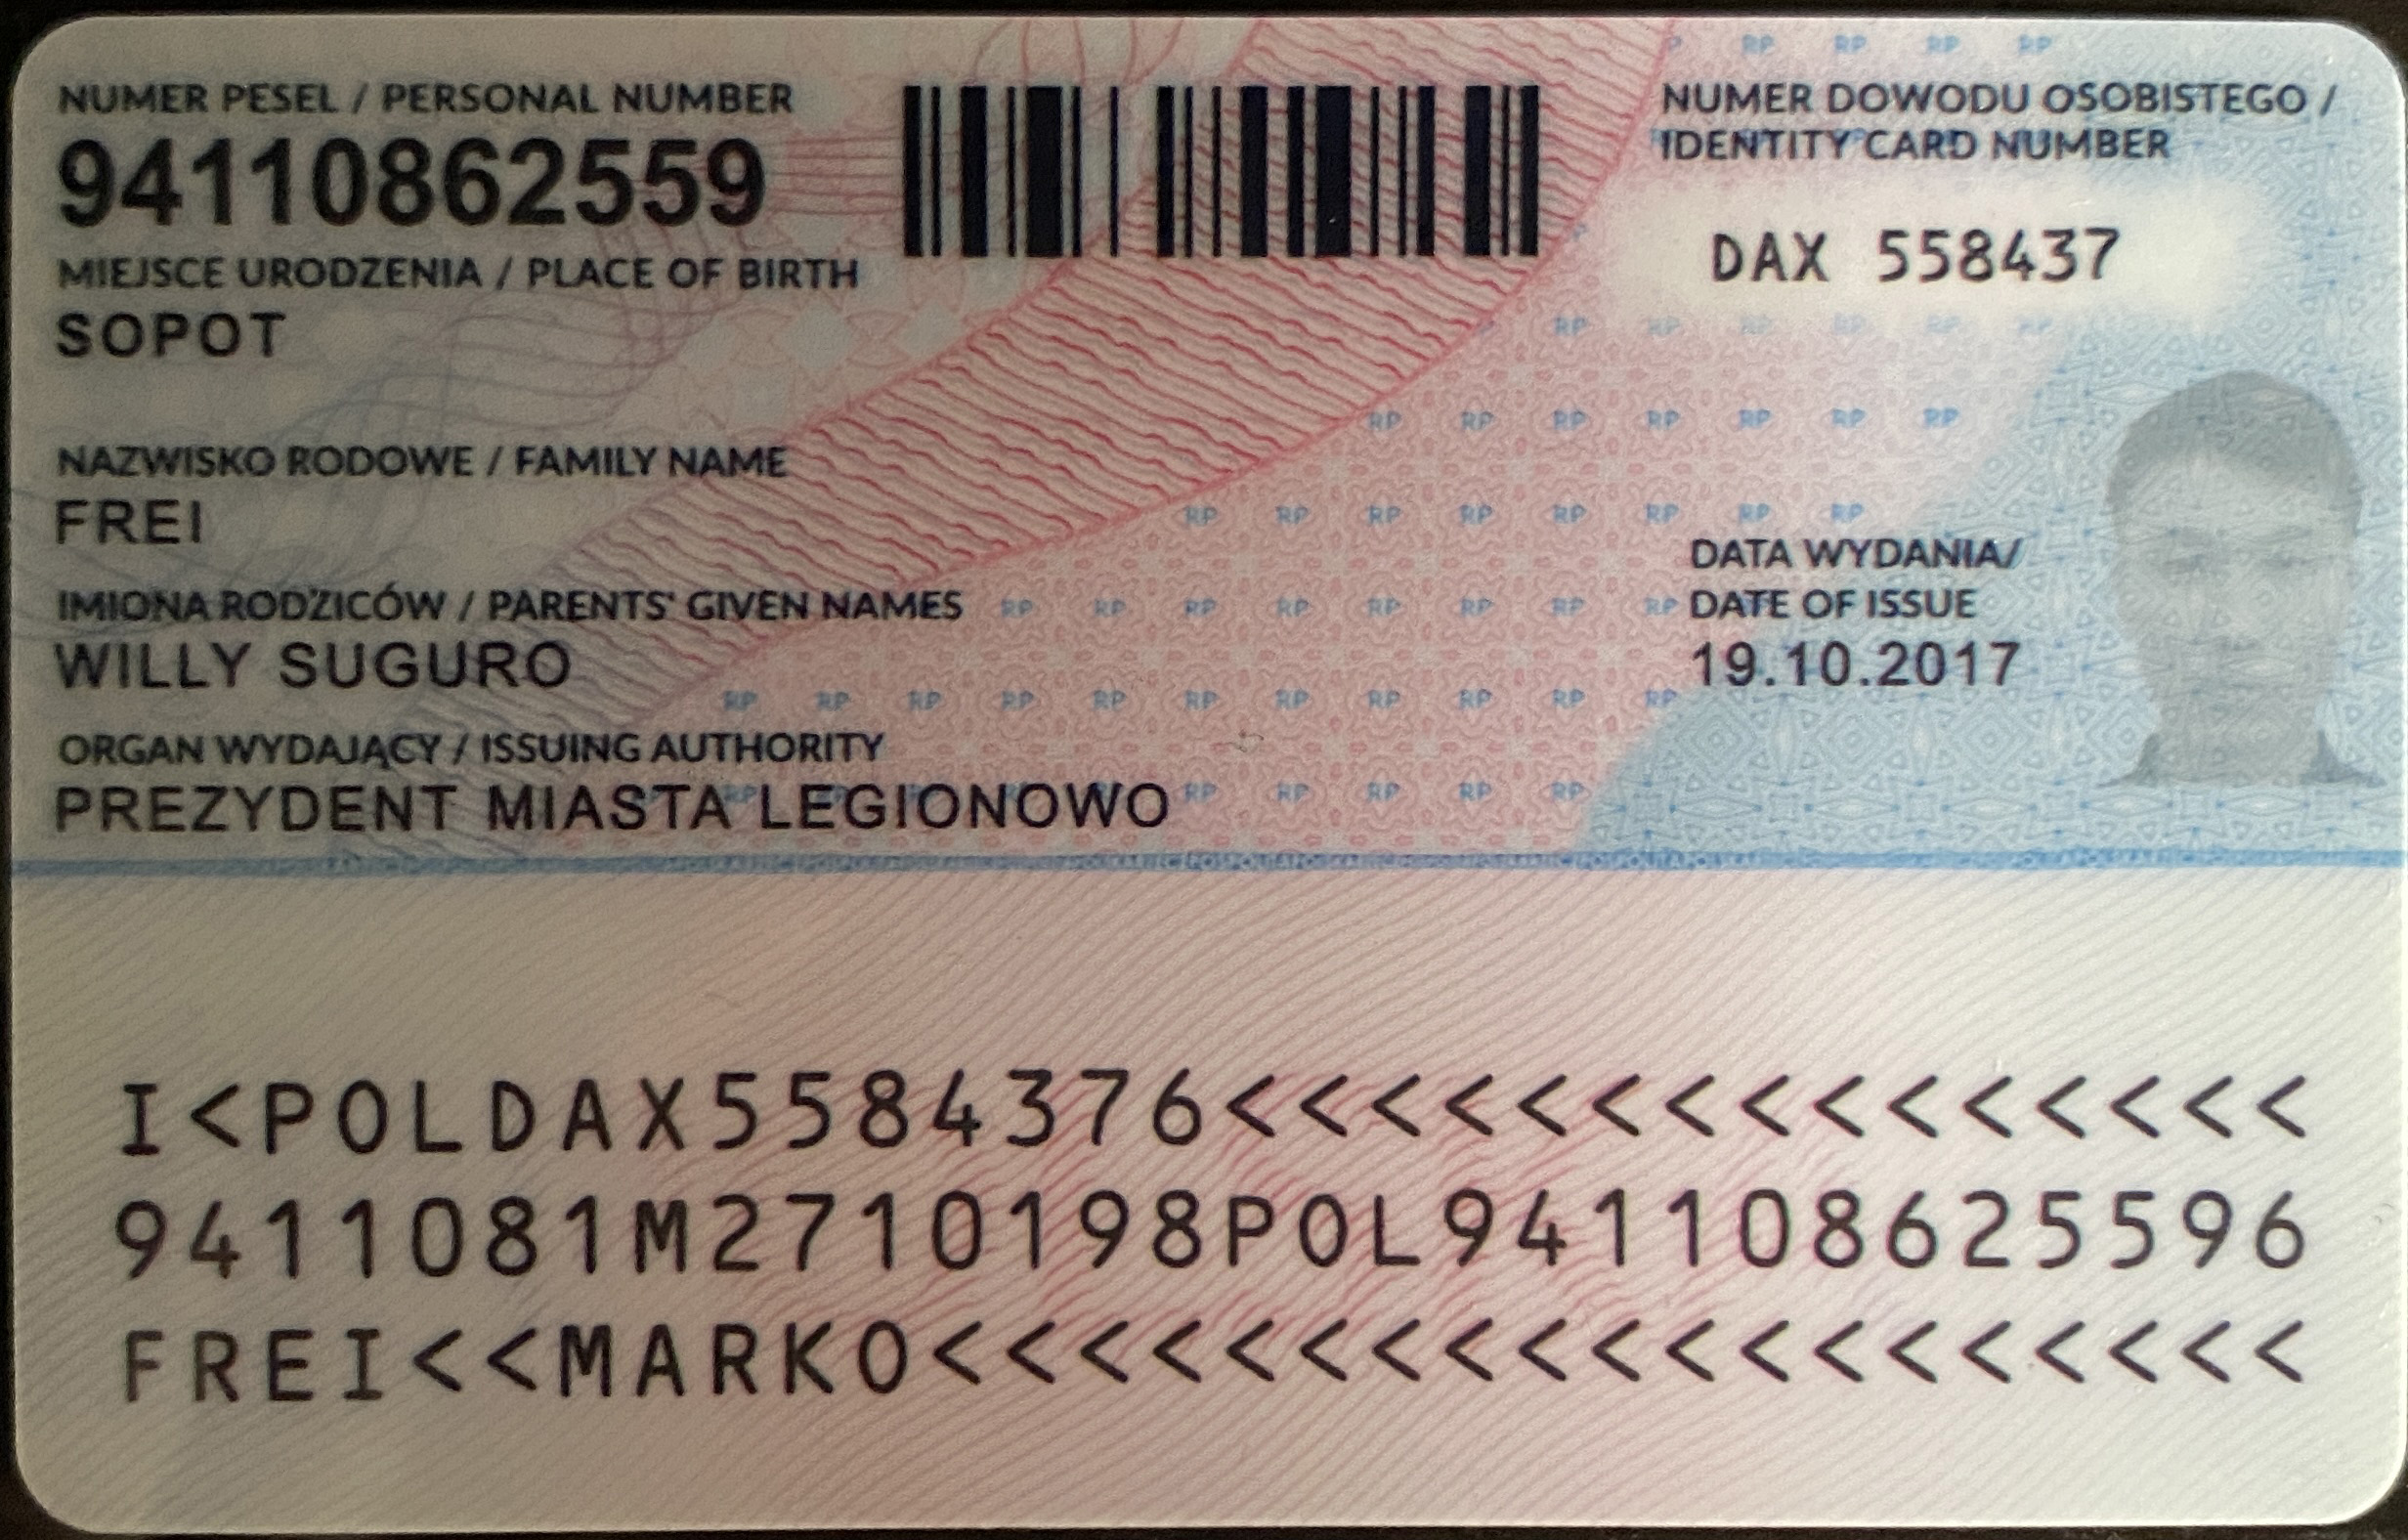 NUMER PESEL / PERSONAL NUMBER
94110862559
MIEJSCE URODZENIA / PLACE OF BIRTH
SOPOT
NUMER DOWODU OSOBISTEGO /
IDENTITY CARD NUMBER
DAX 558437
NAZWISKO RODOWE / FAMILY NAME
FREI
IMIONA RODZICÓW / PARENTS' GIVEN NAMES
WILLY SUGURO
DATA WYDANIA/
DATE OF ISSUE
19.10.2017
ORGAN WYDAJĄCY / ISSUING AUTHORITY
PREZYDENT MIASTA LEGIONOWO
I<POLDAX5584376<<<<<<<<<<<<<<<
9411081M2710198POL941108625596
FREI<<MARKO<<<<<<<<<<<<<<<<<<<